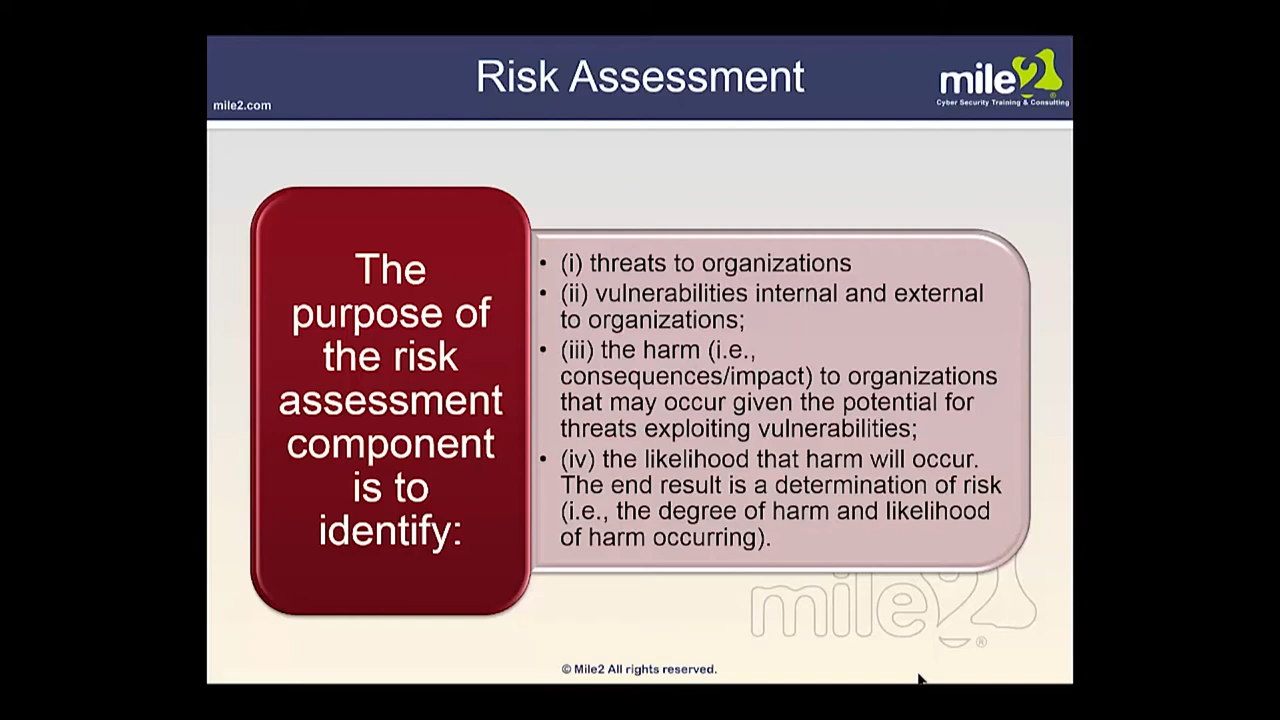 Risk Assessment
mile2
Cyber Security Training & Consulting
mile2.com
The
purpose of
the risk
assessment
component
is to
identify:
• (i) threats to organizations
• (ii) vulnerabilities internal and external
to organizations;
• (iii) the harm (i.e.,
consequences/impact) to organizations
that may occur given the potential for
threats exploiting vulnerabilities;
• (iv) the likelihood that harm will occur.
The end result is a determination of risk
(i.e., the degree of harm and likelihood
of harm occurring).
mile2®
© Mile2 All rights reserved.